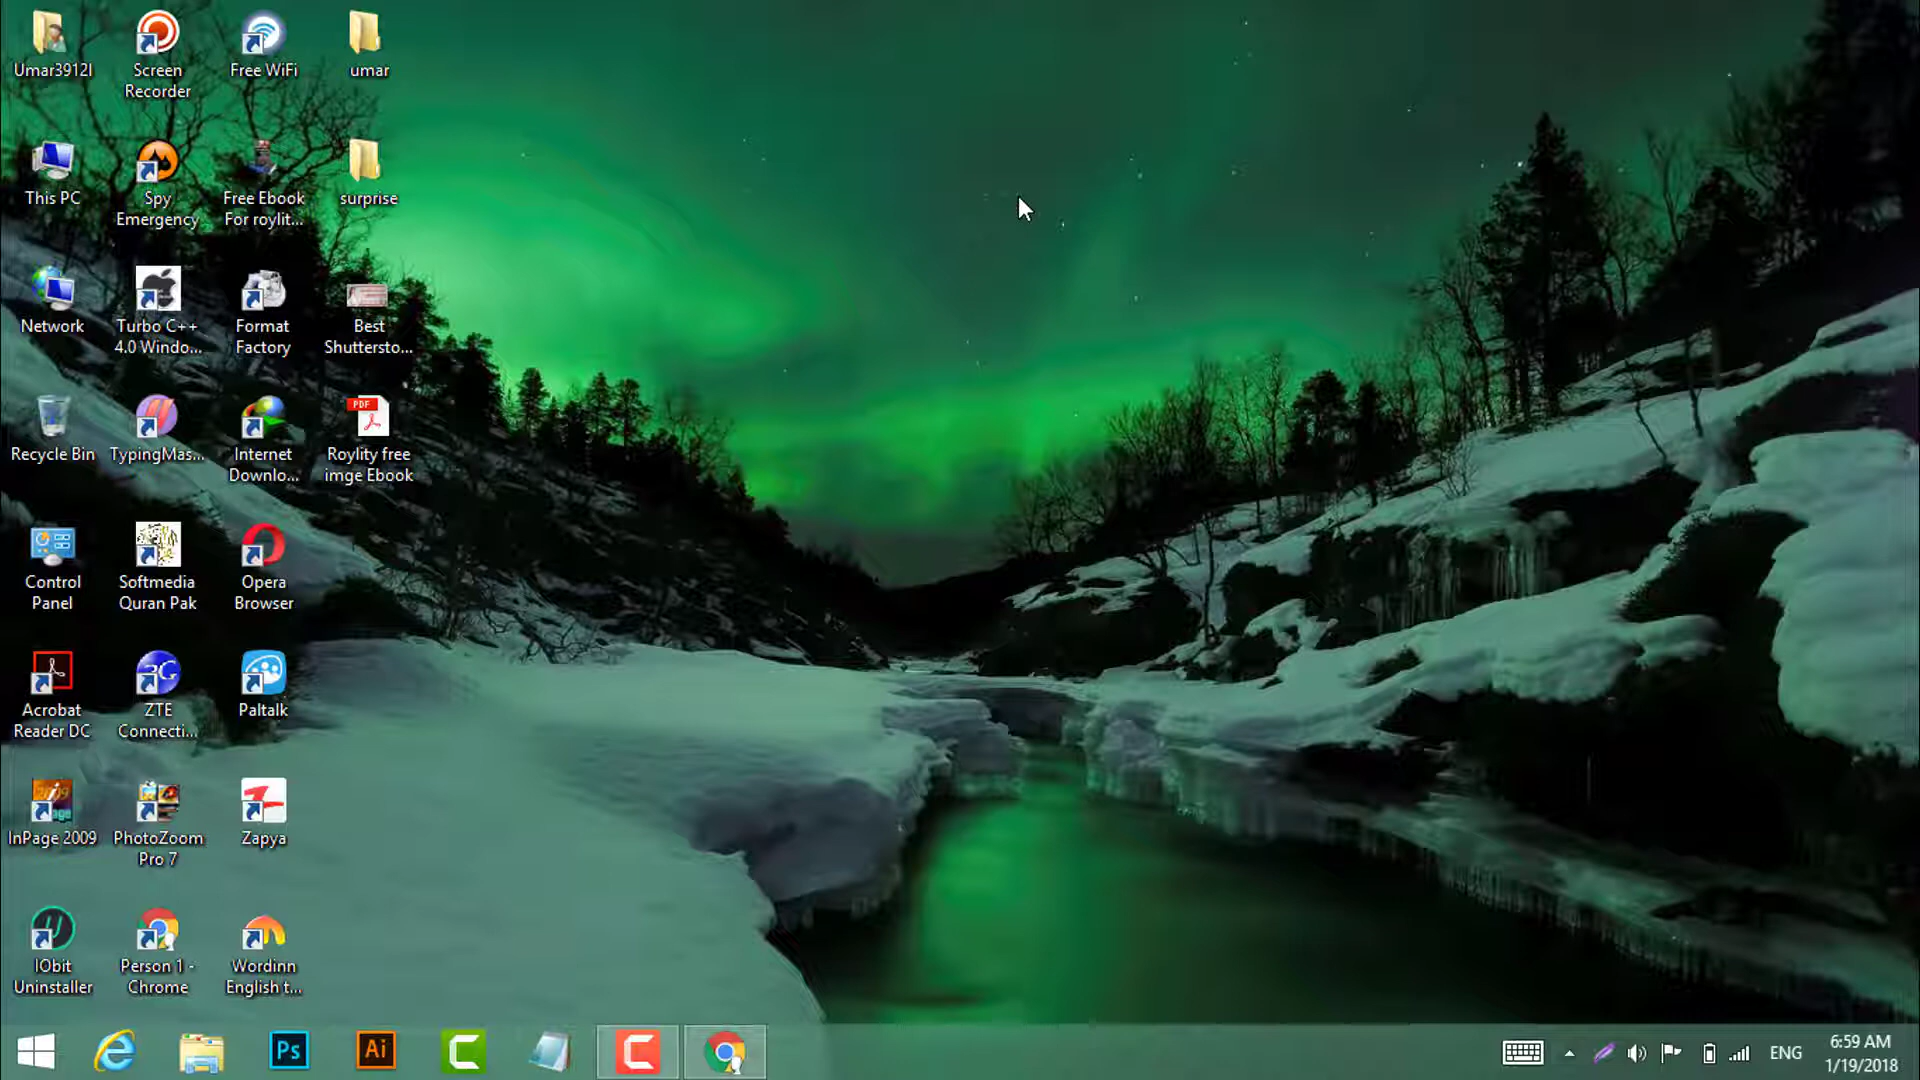 Umar3912l
Screen
Recorder
Free WiFi
umar
This PC
Spy
Emergency
Free Ebook
For roylit...
surprise
Network
Turbo C++
4.0 Windo...
Format
Factory
Best
Shuttersto...
Recycle Bin
TypingMas...
Internet
Downlo...
PDF
Roylity free
imge Ebook
Control
Panel
Softmedia
Quran Pak
Opera
Browser
Acrobat
Reader DC
ZTE
Connecti...
Paltalk
InPage 2009
PhotoZoom
Pro 7
Zapya
IObit
Uninstaller
Person 1 -
Chrome
Wordinn
English t...
Ps
Ai
ENG
6:59 AM
1/19/2018